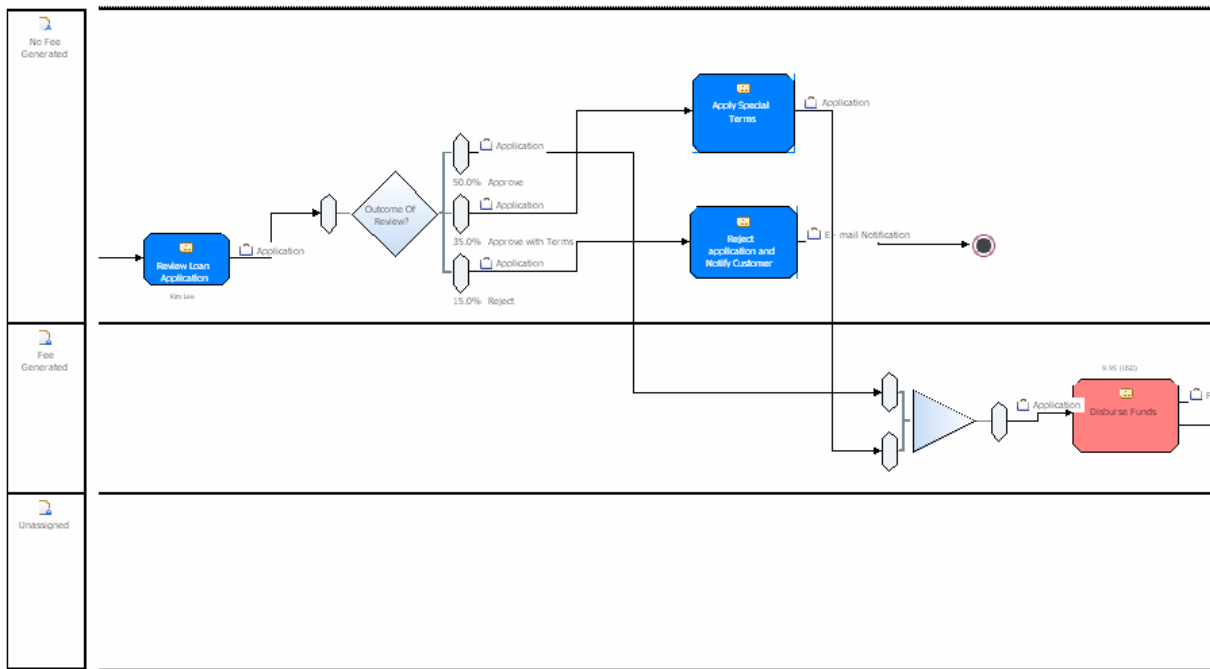 No Fee
Generated
Apply Special
Terms
Application
Application
50.0% Approve
Outcome Of
Review?
Application
35.0% Approve with Terms
Reject
application and
Notify Customer
E- mail Notification
Review Loan
Application
Application
Kim Lee
Application
15.0% Reject
Fee
Generated
9.95 (USD)
Application
Disburse Funds
Unassigned